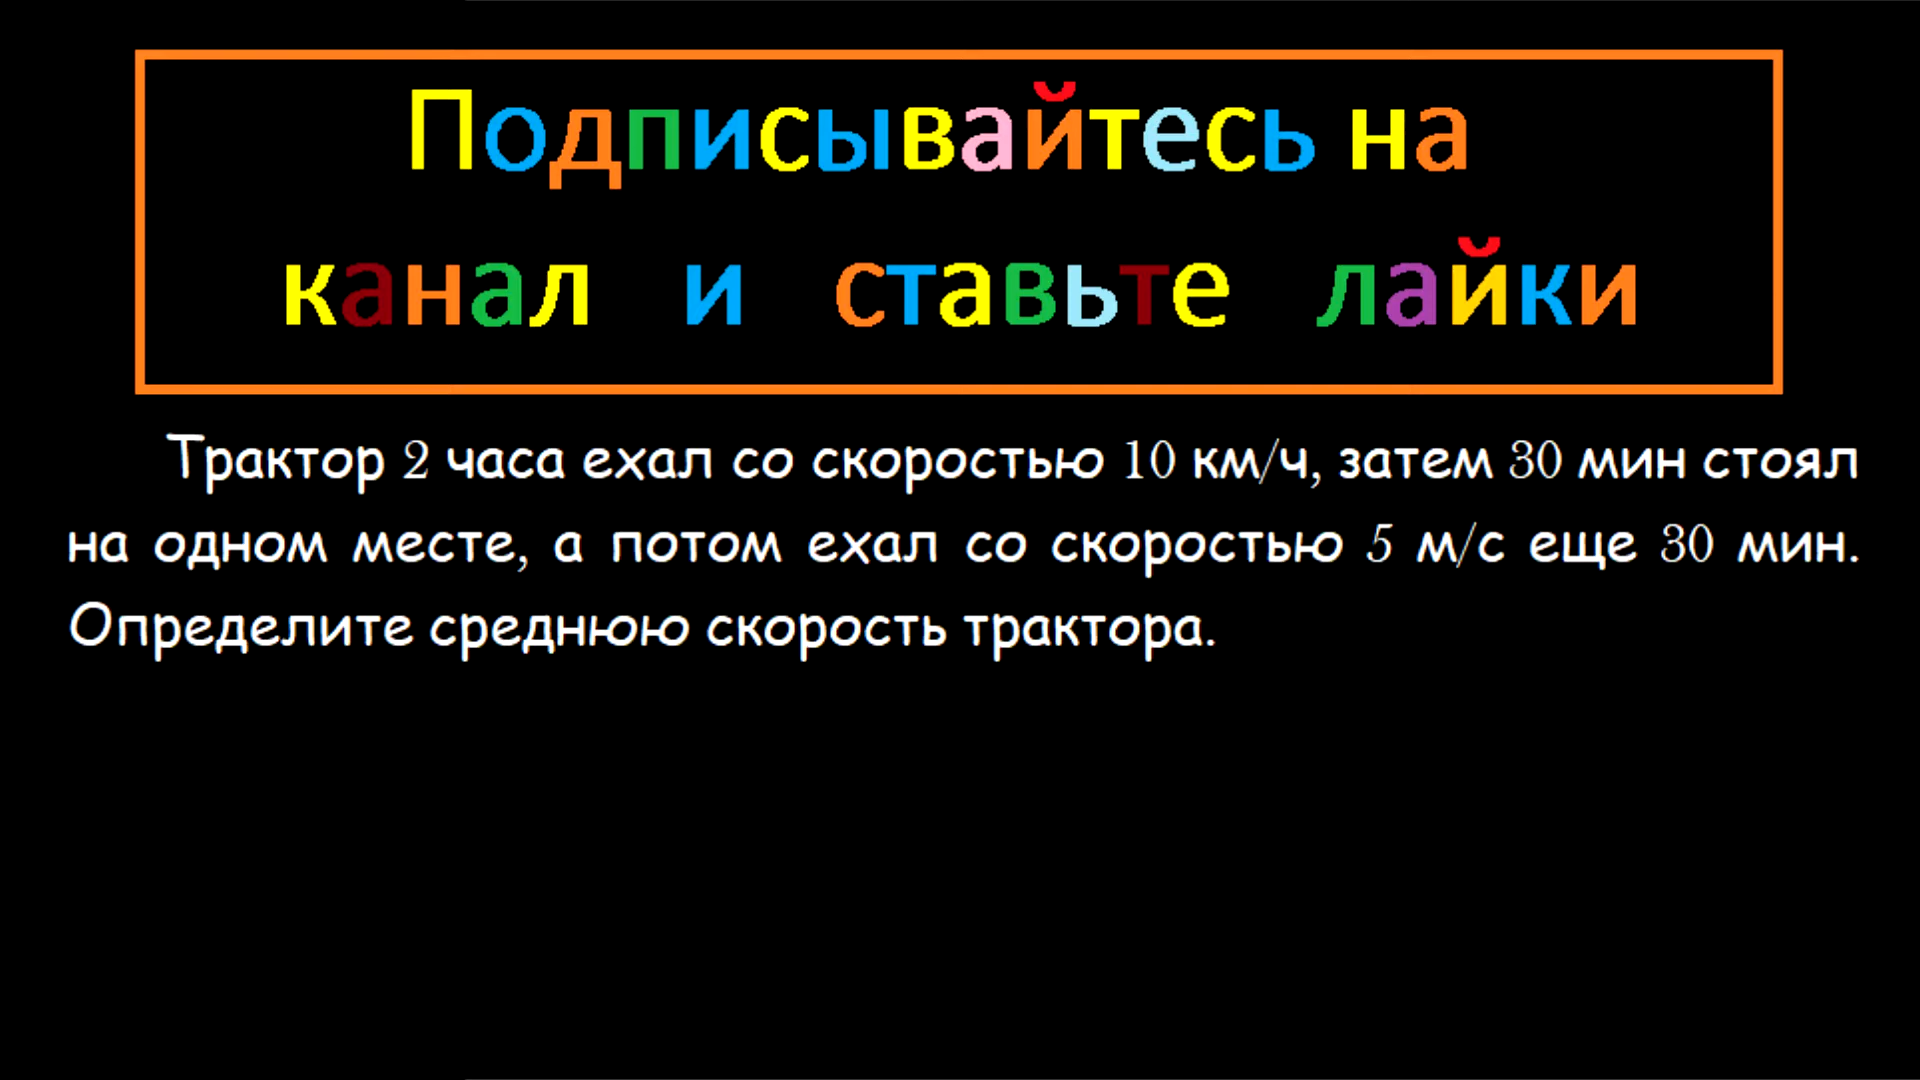 Подписывайтесь на
канал и ставьте лайки
Трактор 2 часа ехал со скоростью 10 км/ч, затем 30 мин стоял
на одном месте, а потом ехал со скоростью 5 м/с еще 30 мин.
Определите среднюю скорость трактора.